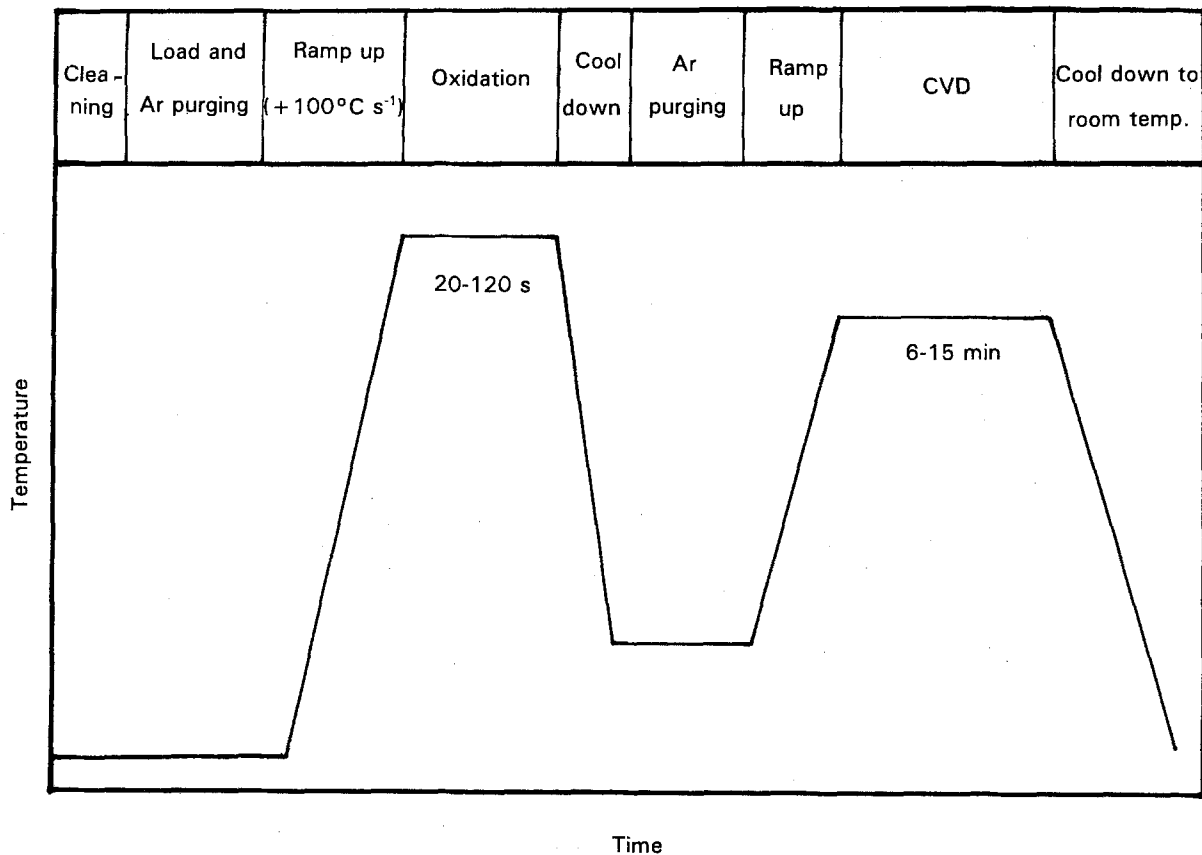 Clea-
ning
Load and
Ar purging
Ramp up
(+100°C s⁻¹)
Oxidation
Cool
down
Ar
purging
Ramp
up
CVD
Cool down to
room temp.
20-120 s
6-15 min
Temperature
Time